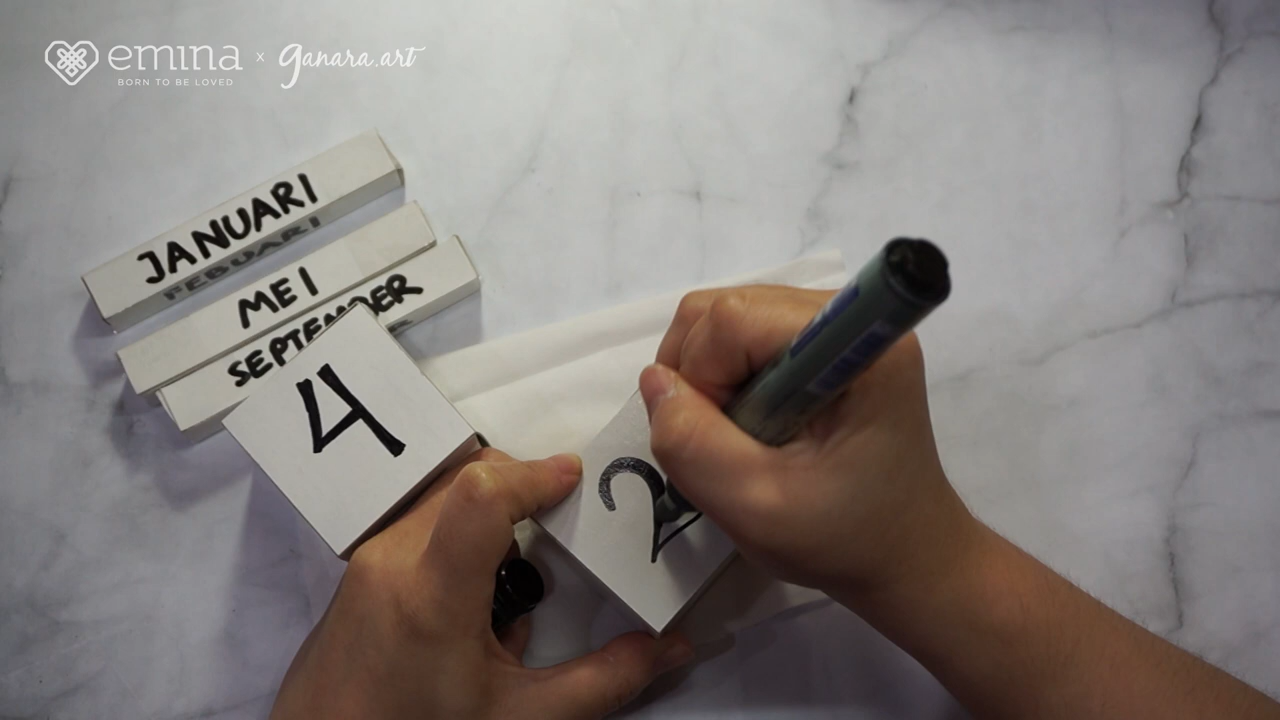 emina × ganara.art
BORN TO BE LOVED
JANUARI
FEBUARI
MEI
SEPTEMBER
4
2